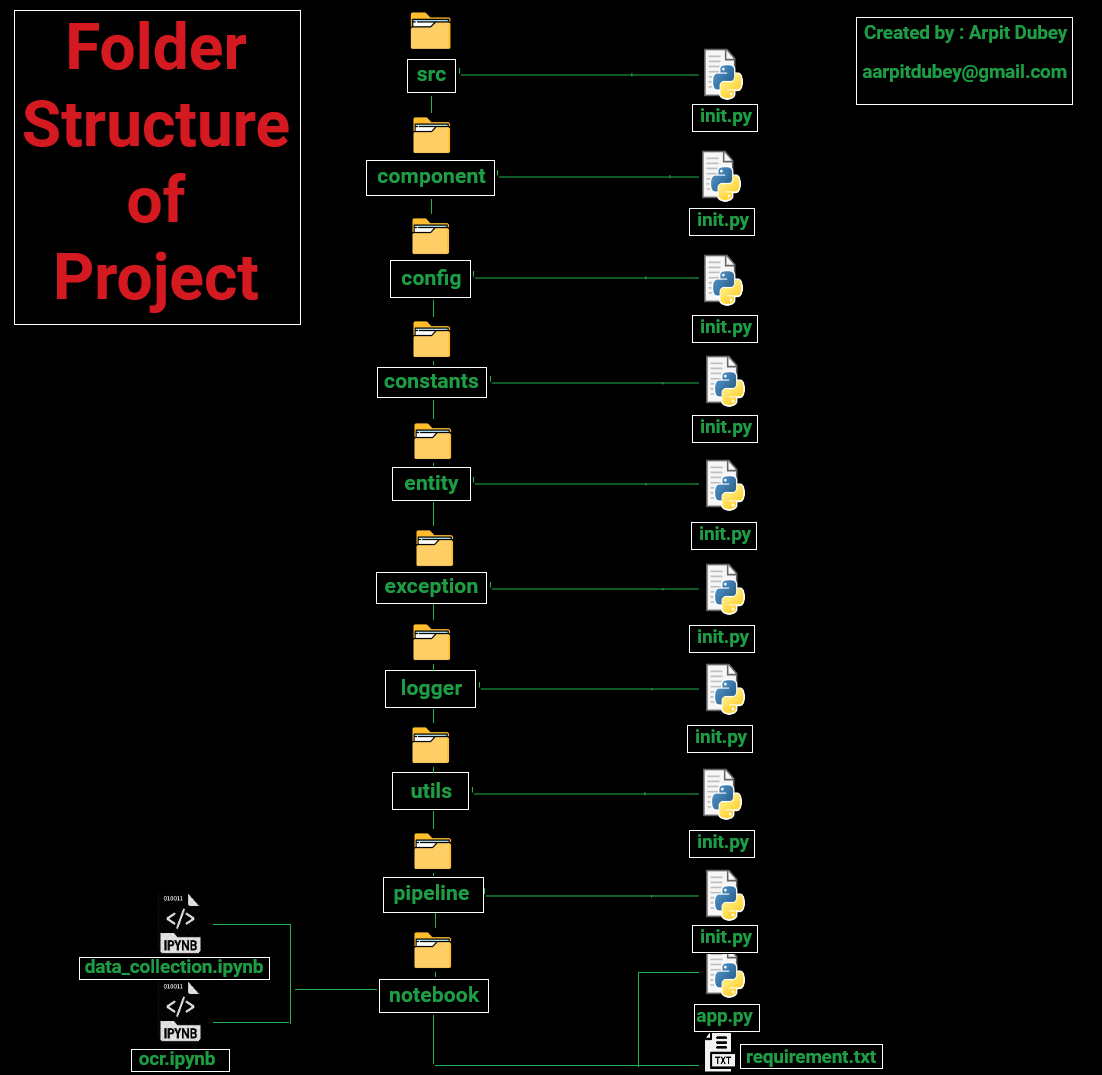 Folder
Structure
of
Project
Created by : Arpit Dubey
aarpitdubey@gmail.com
src
init.py
component
init.py
config
init.py
constants
init.py
entity
init.py
exception
init.py
logger
init.py
utils
init.py
pipeline
init.py
010011
</>
IPYNB
data_collection.ipynb
010011
</>
IPYNB
ocr.ipynb
notebook
app.py
TXT
requirement.txt